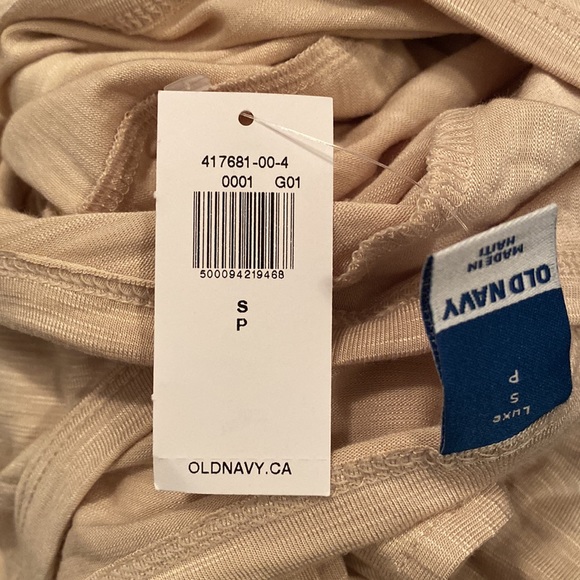 417681-00-4
0001 G01
500094219468
S
P
OLDNAVY.CA
OLD NAVY
MADE IN
HAITI
LUXE
S
P